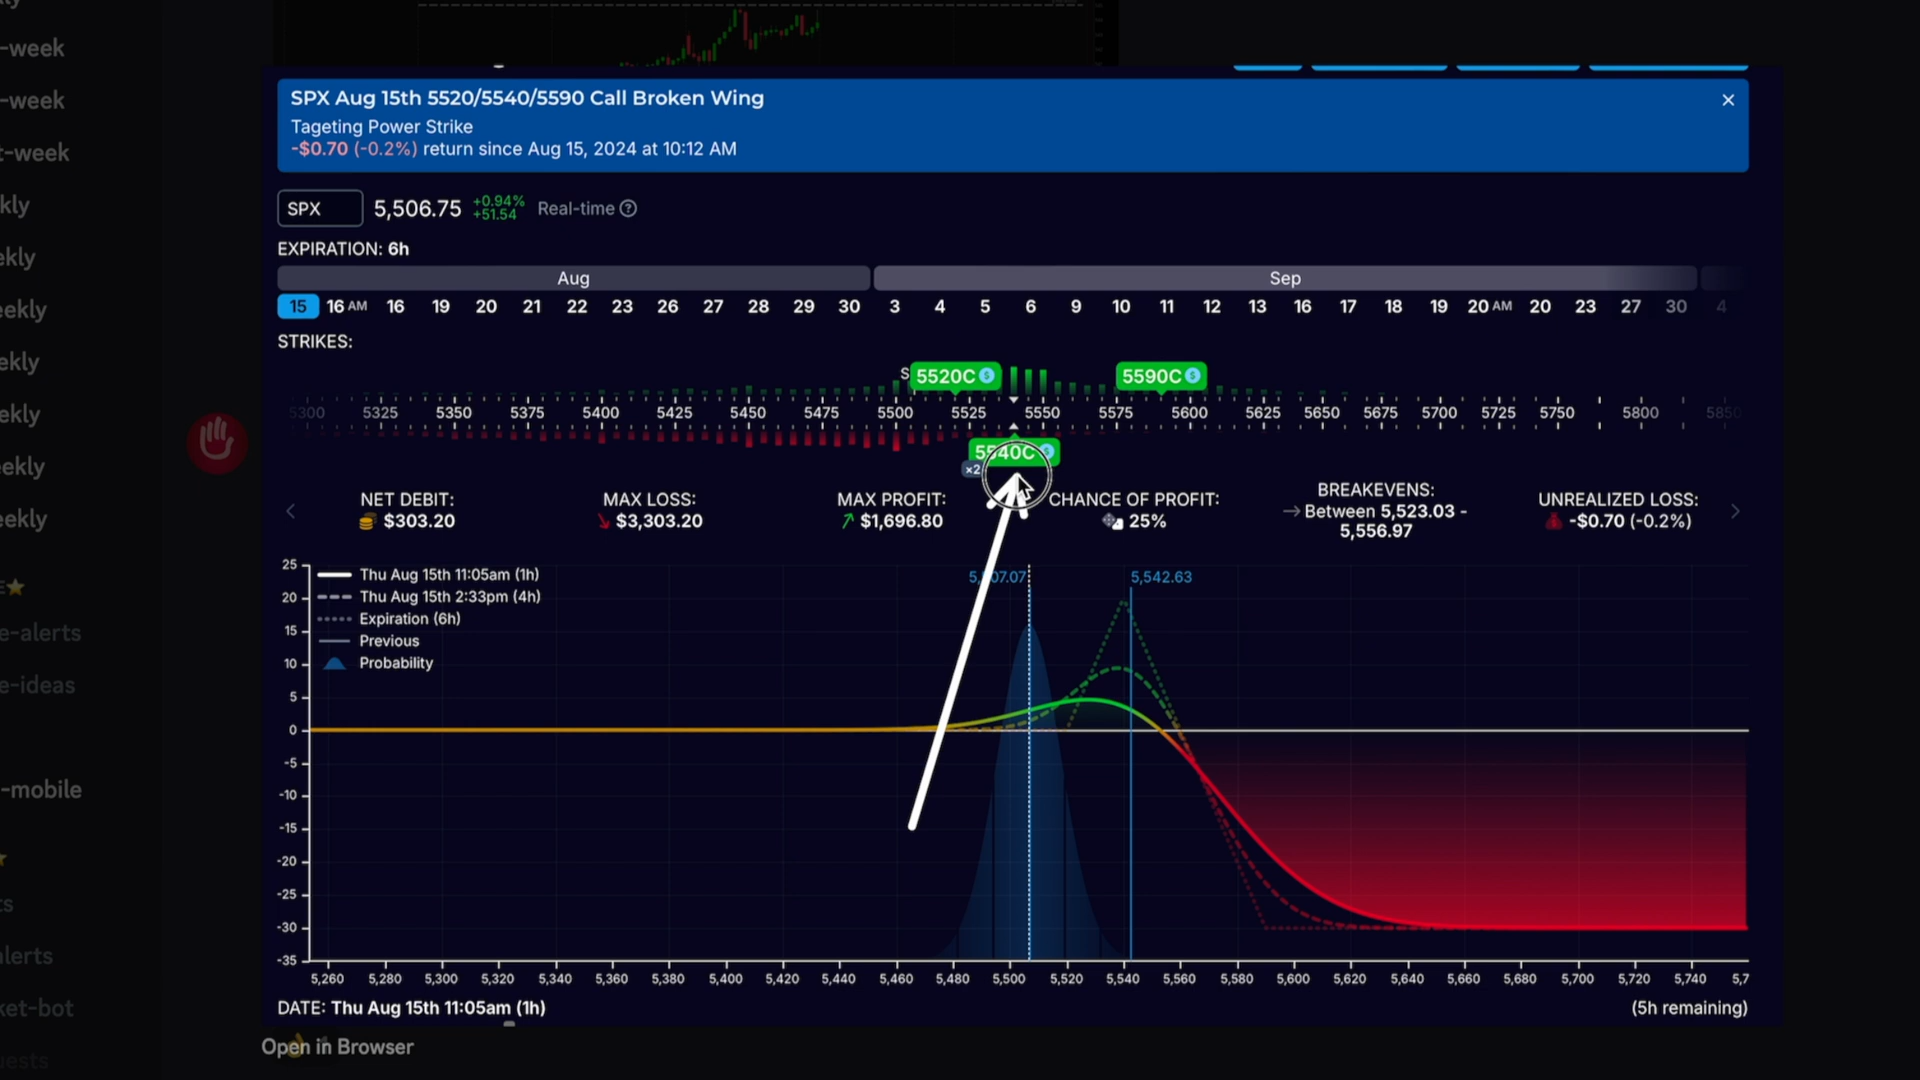 -week
-week
t-week
kly
ekly
eekly
ekly
ekly
eekly
eekly
e-alerts
e-ideas
-mobile
ts
alerts
ket-bot
uests
SPX Aug 15th 5520/5540/5590 Call Broken Wing
Tageting Power Strike
-$0.70 (-0.2%) return since Aug 15, 2024 at 10:12 AM
SPX 5,506.75 +0.94% +51.54 Real-time
EXPIRATION: 6h
Aug Sep
15 16 AM 16 19 20 21 22 23 26 27 28 29 30 3 4 5 6 9 10 11 12 13 16 17 18 19 20 AM 20 23 27 30 4
STRIKES:
S 5520C 5590C
5300 5325 5350 5375 5400 5425 5450 5475 5500 5525 5550 5575 5600 5625 5650 5675 5700 5725 5750 5800 5850
5540C
x2
NET DEBIT: MAX LOSS: MAX PROFIT: CHANCE OF PROFIT: BREAKEVENS: UNREALIZED LOSS:
$303.20 $3,303.20 $1,696.80 25% Between 5,523.03 - -$0.70 (-0.2%)
5,556.97
Thu Aug 15th 11:05am (1h)
Thu Aug 15th 2:33pm (4h)
Expiration (6h)
Previous
Probability
5, 07.07 5,542.63
25
20
15
10
5
0
-5
-10
-15
-20
-25
-30
-35
5,260 5,280 5,300 5,320 5,340 5,360 5,380 5,400 5,420 5,440 5,460 5,480 5,500 5,520 5,540 5,560 5,580 5,600 5,620 5,640 5,660 5,680 5,700 5,720 5,740 5,7
DATE: Thu Aug 15th 11:05am (1h) (5h remaining)
Open in Browser